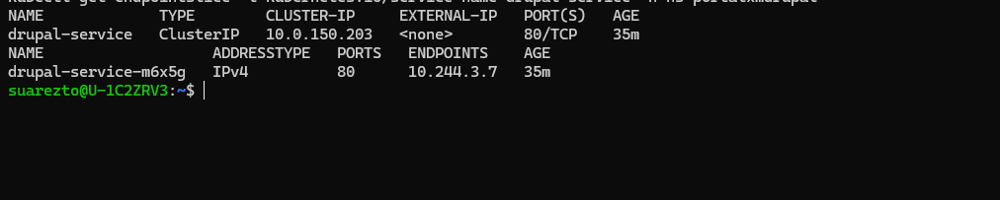 NAME TYPE CLUSTER-IP EXTERNAL-IP PORT(S) AGE
drupal-service ClusterIP 10.0.150.203 <none> 80/TCP 35m
NAME ADDRESSTYPE PORTS ENDPOINTS AGE
drupal-service-m6x5g IPv4 80 10.244.3.7 35m
suarezto@U-1C2ZRV3:~$